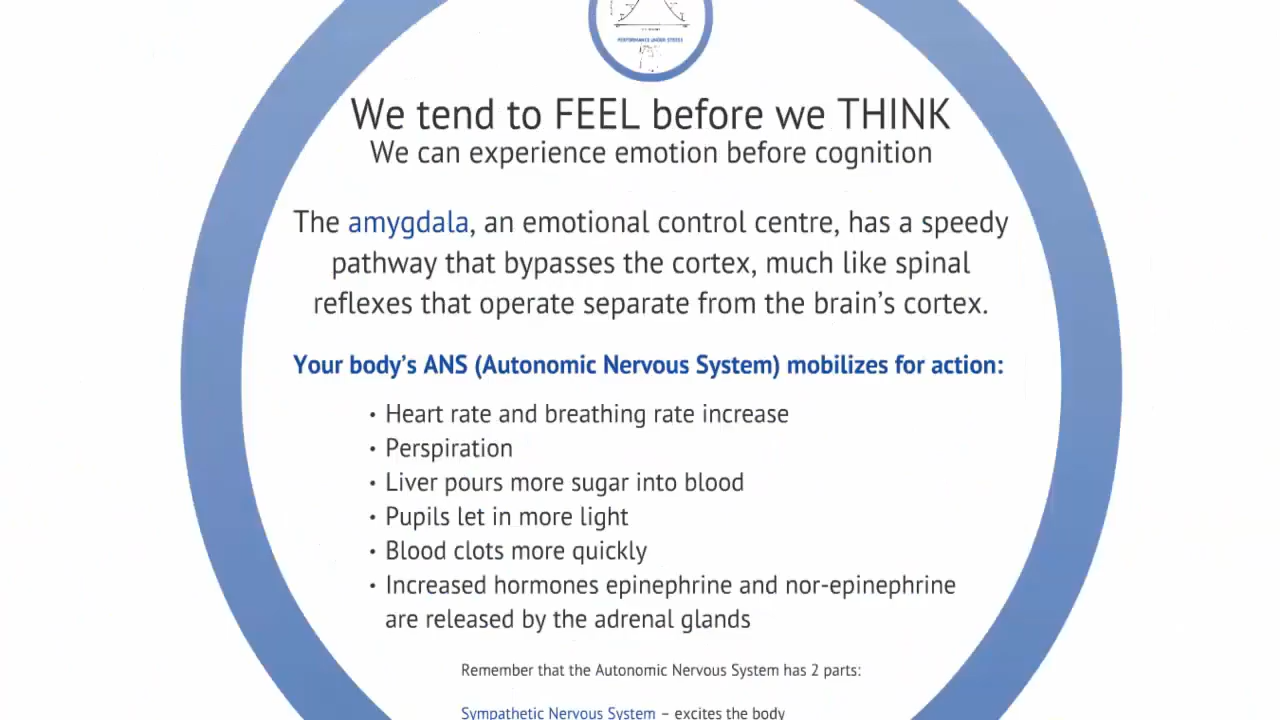 PERFORMANCE UNDER STRESS
We tend to FEEL before we THINK
We can experience emotion before cognition
The amygdala, an emotional control centre, has a speedy
pathway that bypasses the cortex, much like spinal
reflexes that operate separate from the brain’s cortex.
Your body’s ANS (Autonomic Nervous System) mobilizes for action:
• Heart rate and breathing rate increase
• Perspiration
• Liver pours more sugar into blood
• Pupils let in more light
• Blood clots more quickly
• Increased hormones epinephrine and nor-epinephrine
are released by the adrenal glands
Remember that the Autonomic Nervous System has 2 parts:
Sympathetic Nervous System – excites the body